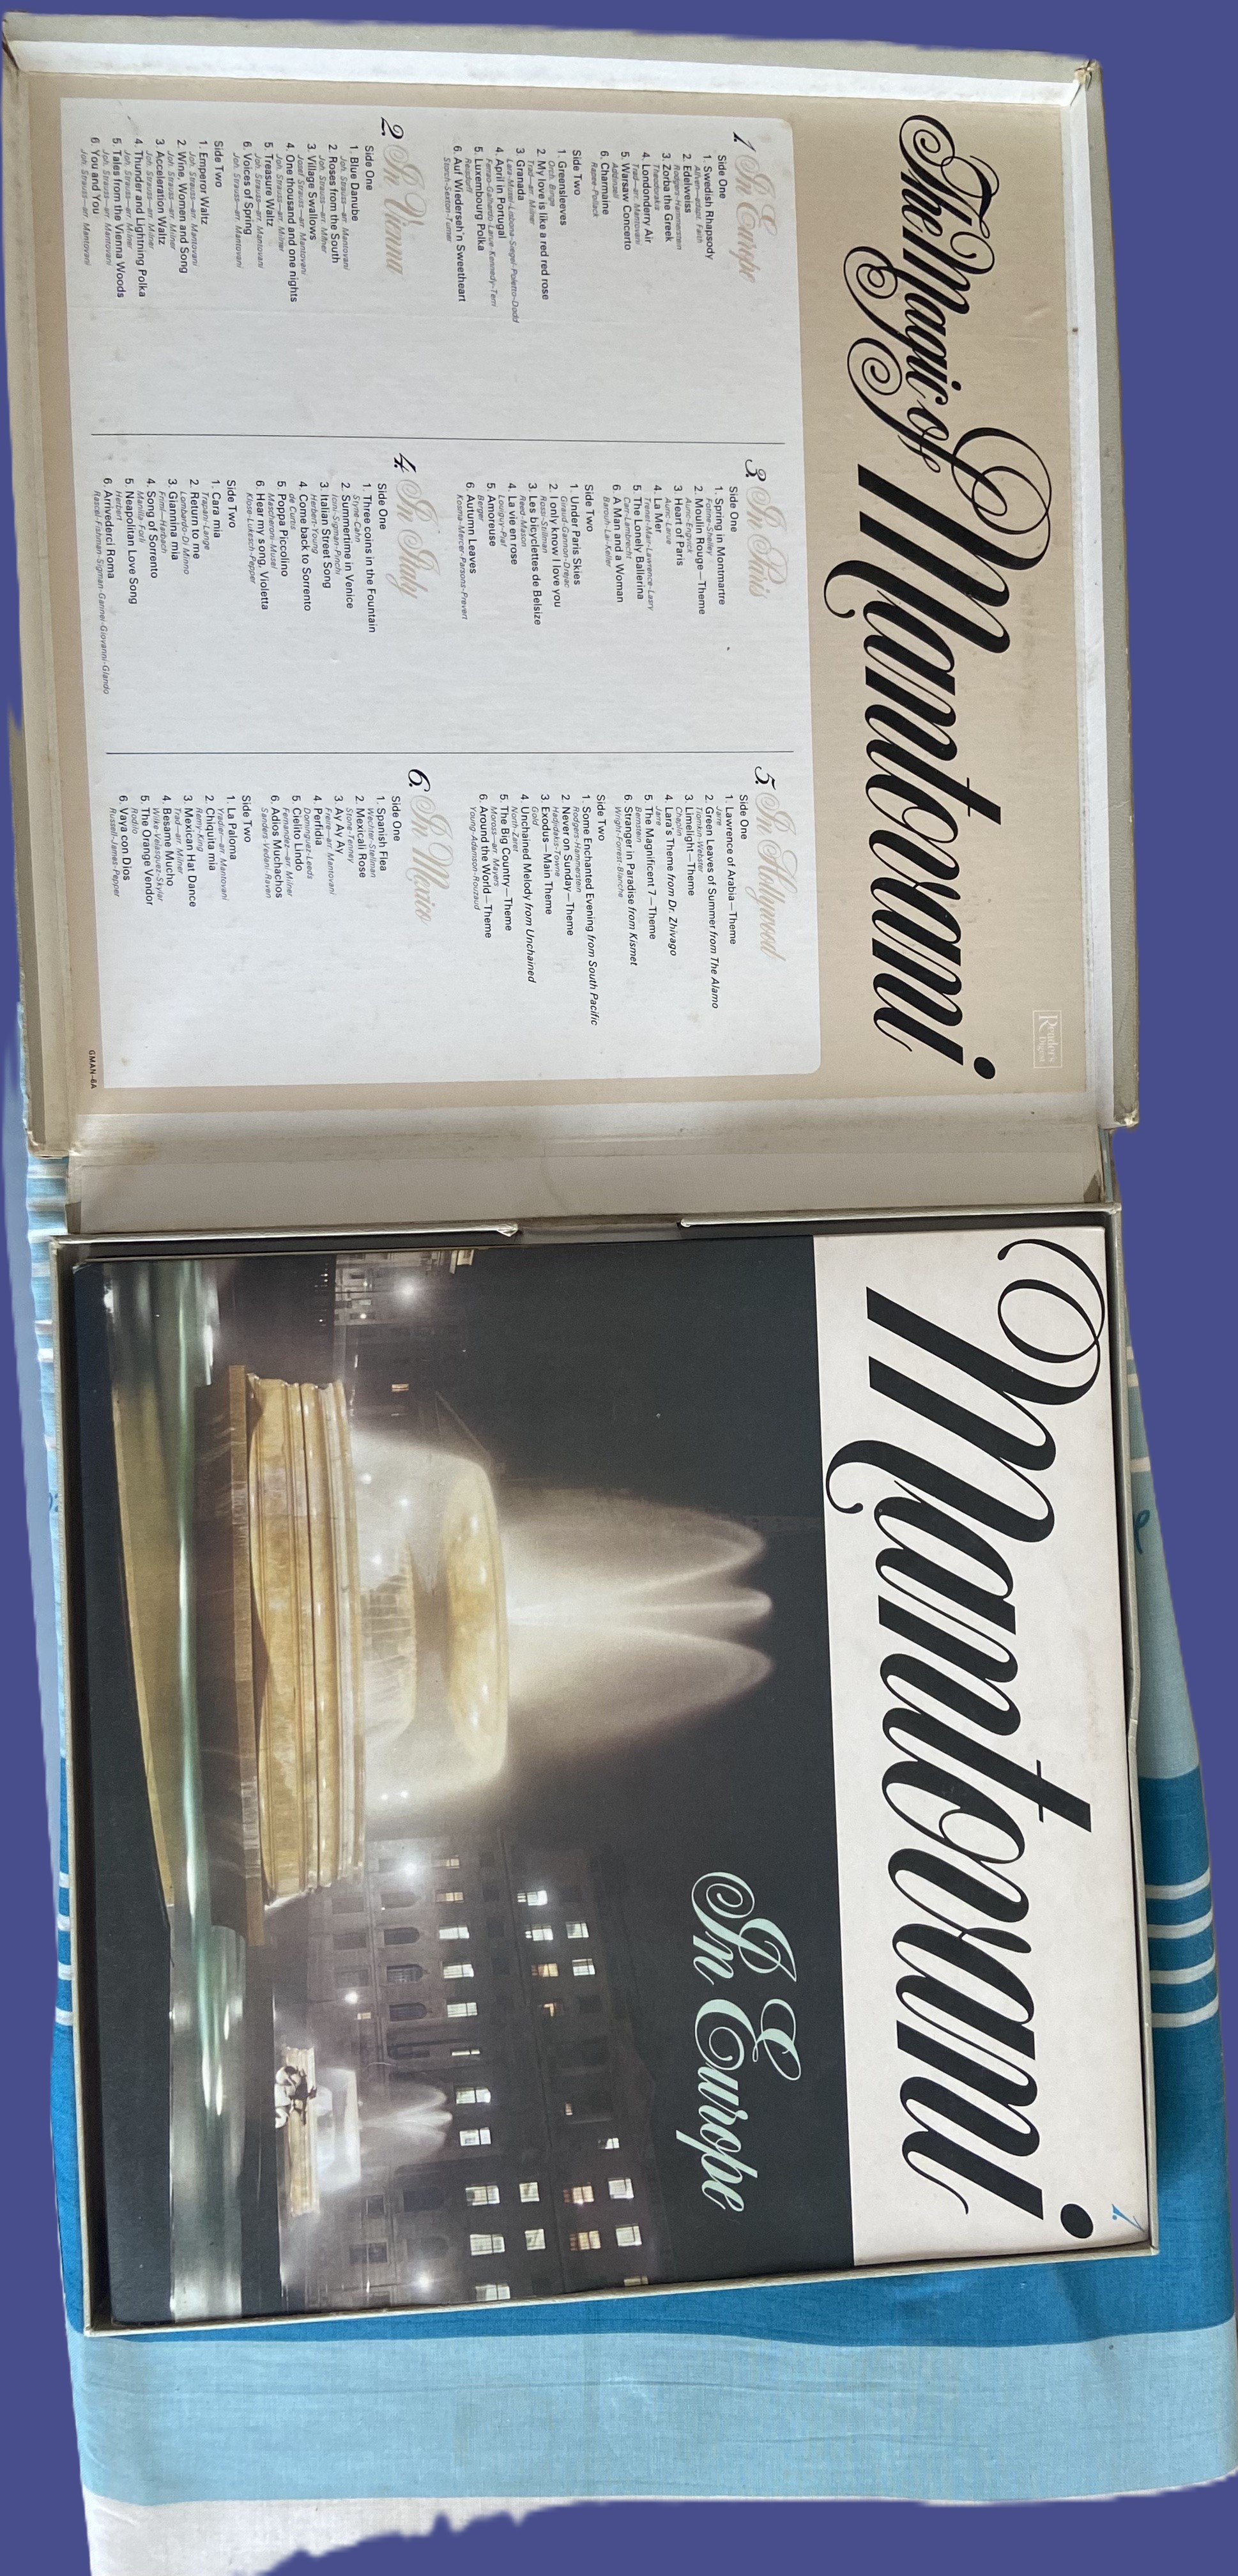 Reader's
Digest
The Magic of Mantovani
1. In Europe
Side One
1. Swedish Rhapsody
Alfven—adapt. Faith
2. Edelweiss
Rodgers-Hammerstein
3. Zorba the Greek
Theodorakis
4. Londonderry Air
Trad—arr. Mantovani
5. Warsaw Concerto
Addinsell
6. Charmaine
Rapee-Pollack
Side Two
1. Greensleeves
Orch. Binge
2. My love is like a red red rose
Trad—arr. Milner
3. Granada
Lara-Musel-Lisbona-Siegel-Poletto-Dodd
4. April in Portugal
Ferrao-Galhardo-Larue-Kennedy-Terri
5. Luxembourg Polka
Reisdorff
6. Auf Wiederseh'n Sweetheart
Storch-Sexton-Turner
2. In Vienna
Side One
1. Blue Danube
Joh. Strauss—arr. Mantovani
2. Roses from the South
Joh. Strauss—arr. Milner
3. Village Swallows
Josef Strauss—arr. Mantovani
4. One thousand and one nights
Joh. Strauss—arr. Milner
5. Treasure Waltz
Joh. Strauss—arr. Mantovani
6. Voices of Spring
Joh. Strauss—arr. Mantovani
Side Two
1. Emperor Waltz
Joh. Strauss—arr. Mantovani
2. Wine, Women and Song
Joh. Strauss—arr. Milner
3. Acceleration Waltz
Joh. Strauss—arr. Milner
4. Thunder and Lightning Polka
Joh. Strauss—arr. Milner
5. Tales from the Vienna Woods
Joh. Strauss—arr. Mantovani
6. You and You
Joh. Strauss—arr. Mantovani
3. In Paris
Side One
1. Spring in Montmartre
Fotine-Shelley
2. Moulin Rouge—Theme
Auric-Engvick
3. Heart of Paris
Auric-Larue
4. La Mer
Trenet-Mair-Lawrence-Lasry
5. The Lonely Ballerina
Carr-Lambrecht
6. A Man and a Woman
Barouh-Lai-Keller
Side Two
1. Under Paris Skies
Giraud-Gannon-Drejac
2. I only know I love you
Rossi-Stillman
3. Les bicyclettes de Belsize
Reed-Mason
4. La vie en rose
Louiguy-Piaf
5. Amoreuse
Berger
6. Autumn Leaves
Kosma-Mercer-Parsons-Prevert
4. In Italy
Side One
1. Three coins in the Fountain
Styne-Cahn
2. Summertime in Venice
Icini-Sigman-Pinchi
3. Italian Street Song
Herbert-Young
4. Come back to Sorrento
de Curtis
5. Poppa Piccolino
Mascheroni-Musel
6. Hear my song, Violetta
Klose-Lukesch-Pepper
Side Two
1. Cara mia
Trapani-Lange
2. Return to me
Lombardo-Di Minno
3. Giannina mia
Friml—Harbach
4. Song of Sorrento
Manilla-Forli
5. Neapolitan Love Song
Herbert
6. Arrivederci Roma
Rascel-Fishman-Sigman-Gannei-Giovanni-Giando
5. In Hollywood
Side One
1. Lawrence of Arabia—Theme
Jarre
2. Green Leaves of Summer from The Alamo
Tiomkin-Webster
3. Limelight—Theme
Chaplin
4. Lara's Theme from Dr. Zhivago
Jarre
5. The Magnificent 7—Theme
Bernstein
6. Stranger in Paradise from Kismet
Wright-Forrest-Blanche
Side Two
1. Some Enchanted Evening from South Pacific
Rodgers-Hammerstein
2. Never on Sunday—Theme
Hadjidakis-Towne
3. Exodus—Main Theme
Gold
4. Unchained Melody from Unchained
North-Zaret
5. The Big Country—Theme
Moross—arr. Mayers
6. Around the World—Theme
Young-Adamson-Rouzaud
6. In Mexico
Side One
1. Spanish Flea
Wechter-Stellman
2. Mexicali Rose
Stone-Tenney
3. Ay Ay Ay
Freire—arr. Mantovani
4. Perfidia
Dominguez-Leeds
5. Cielito Lindo
Fernandez—arr. Milner
6. Adios Muchachos
Sanders-Vedani-Raven
Side Two
1. La Paloma
Yradier—arr. Mantovani
2. Chiquita mia
Remy-King
3. Mexican Hat Dance
Trad—arr. Milner
4. Besame Mucho
Wilke-Velasquez-Skylar
5. The Orange Vendor
Rodilo
6. Vaya con Dios
Russell-James-Pepper
GMAN-6A
1.
Mantovani
In Europe